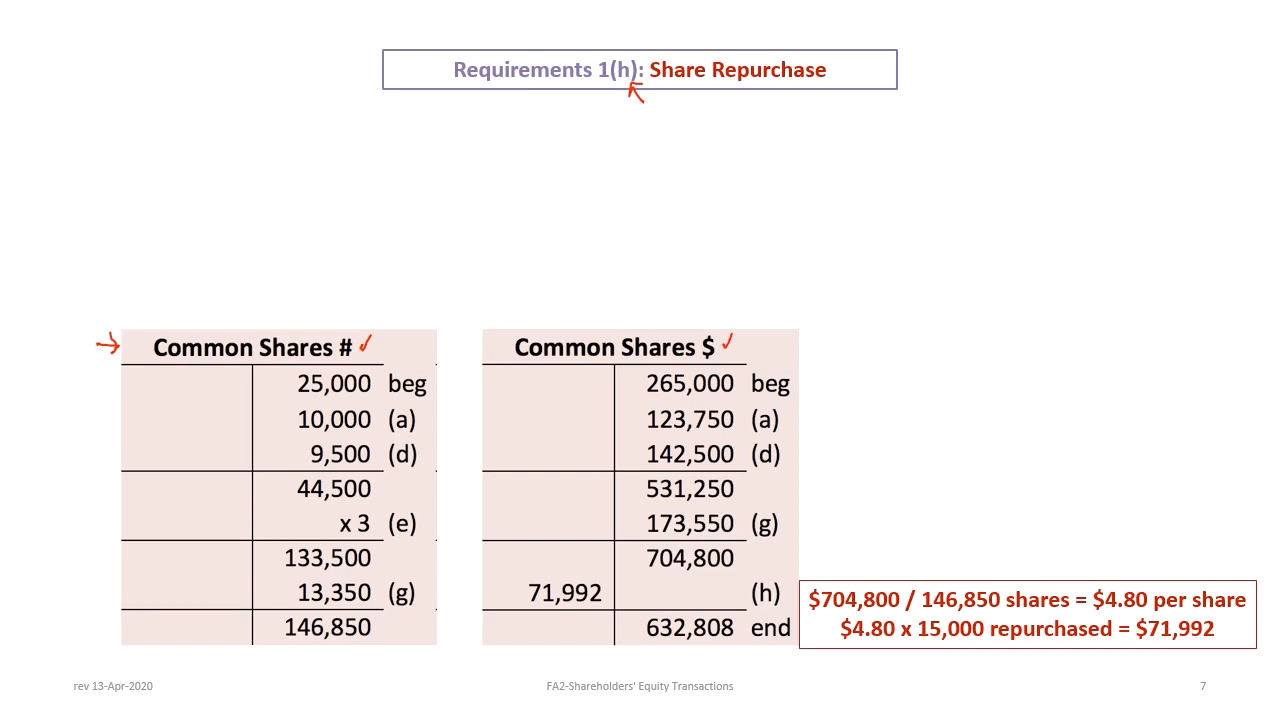 Requirements 1(h): Share Repurchase
Common Shares #
25,000 beg
10,000 (a)
9,500 (d)
44,500
x 3 (e)
133,500
13,350 (g)
146,850
Common Shares $
265,000 beg
123,750 (a)
142,500 (d)
531,250
173,550 (g)
704,800
71,992 (h)
632,808 end
$704,800 / 146,850 shares = $4.80 per share
$4.80 x 15,000 repurchased = $71,992
rev 13-Apr-2020
FA2-Shareholders' Equity Transactions
7